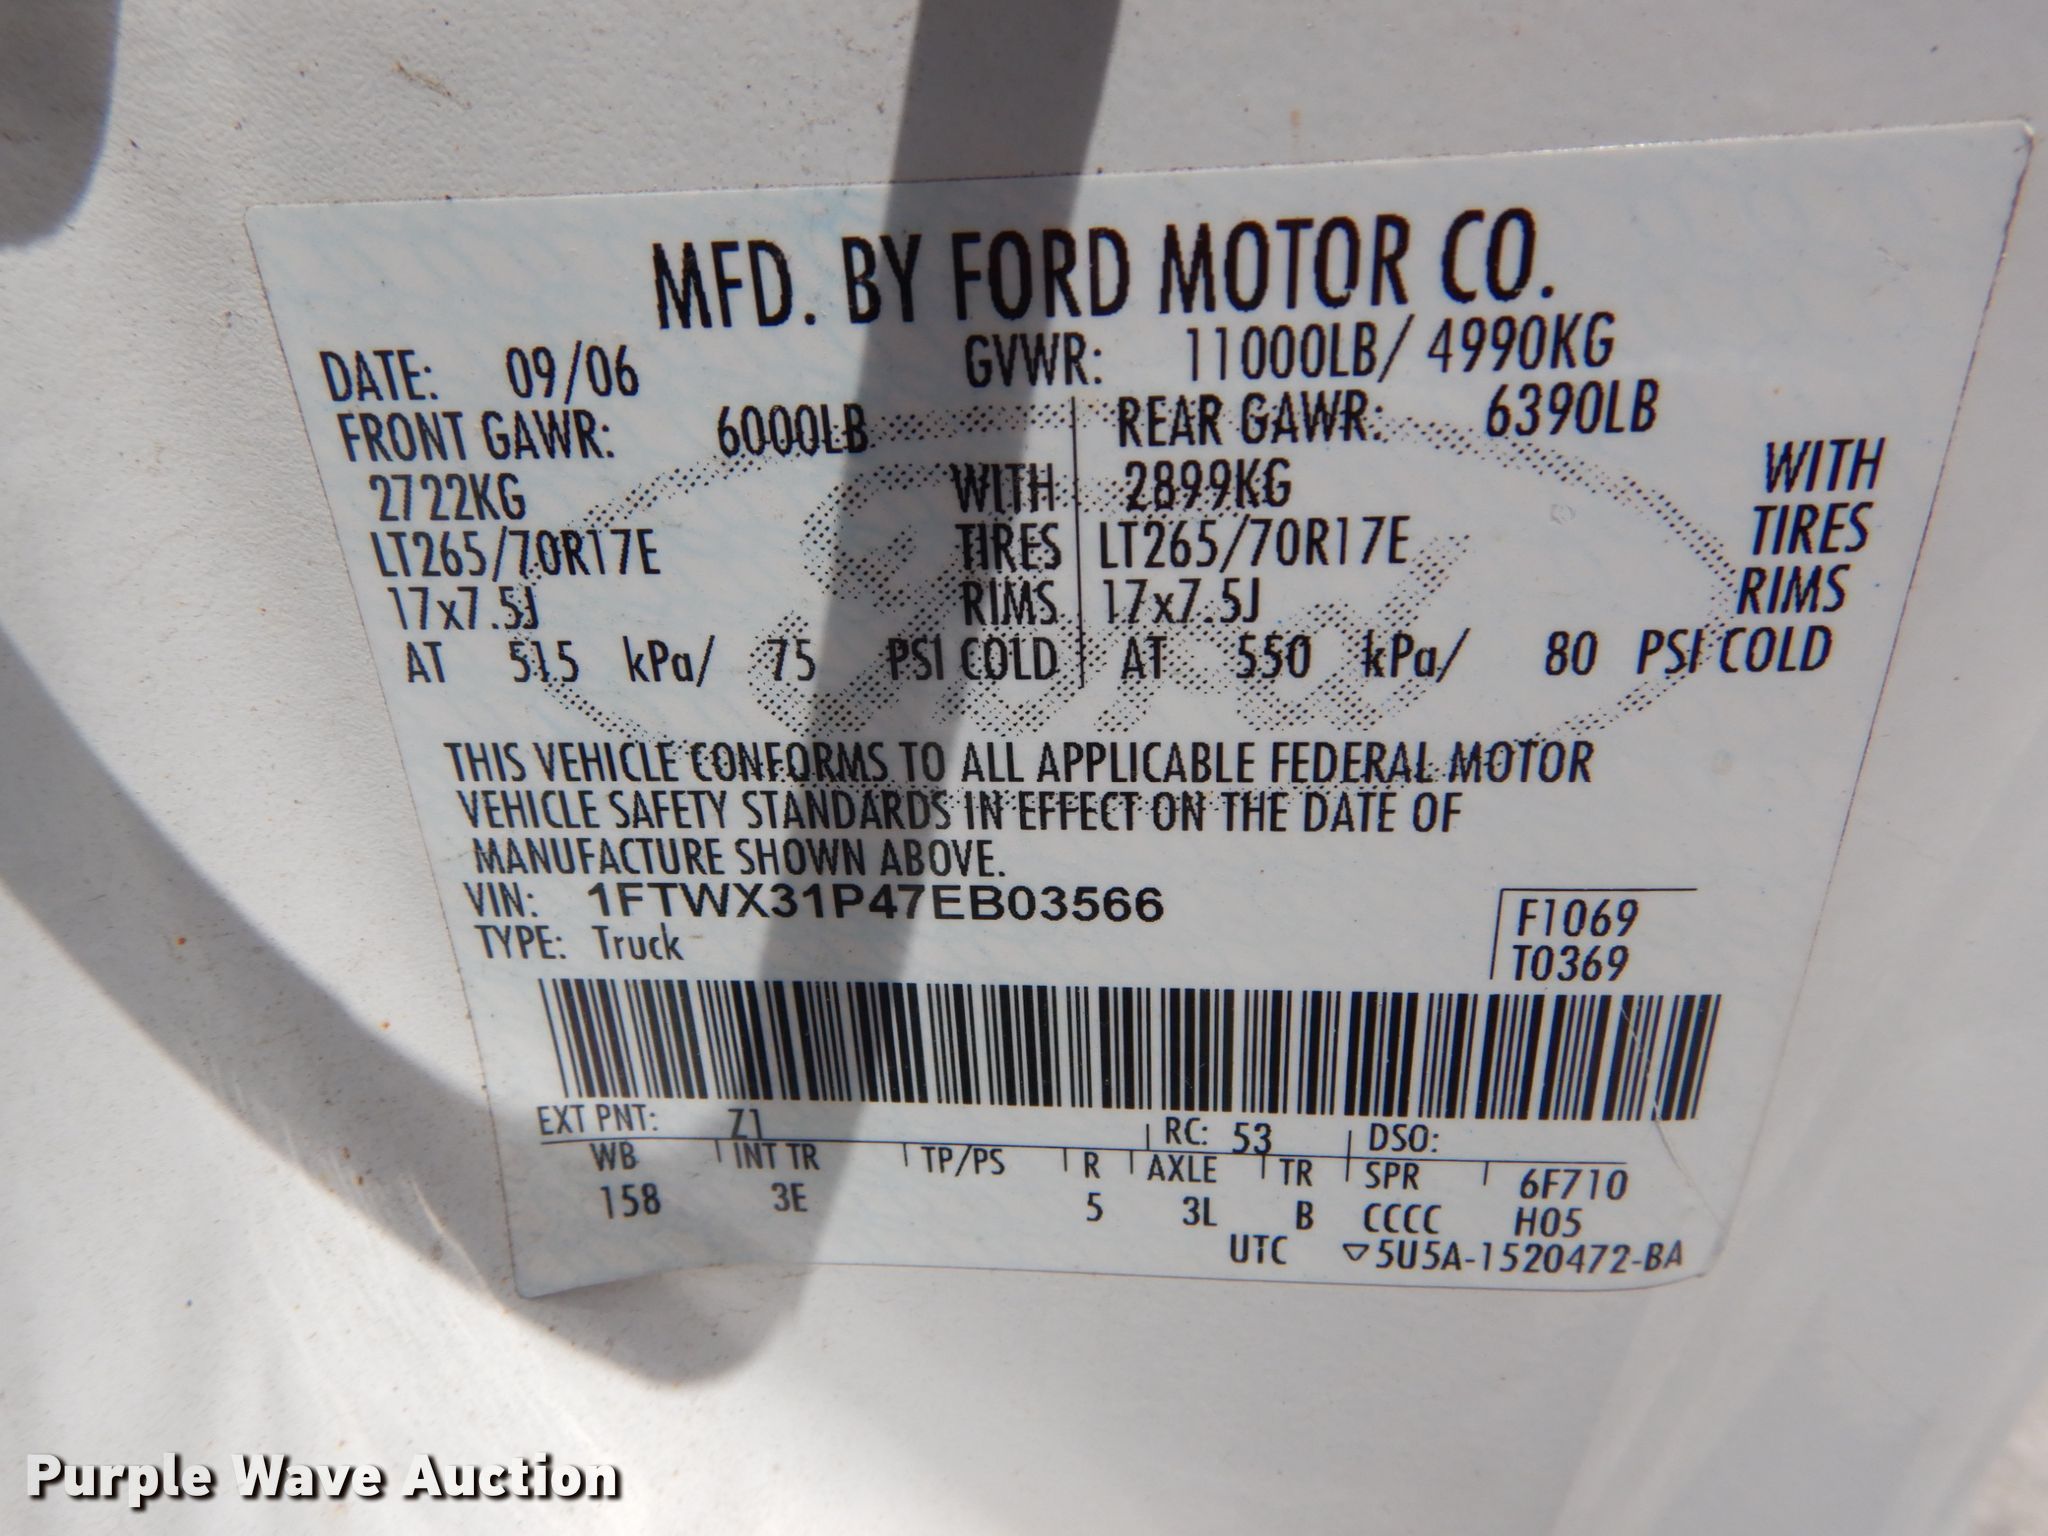 MFD. BY FORD MOTOR CO.
DATE: 09/06 GVWR: 11000LB/ 4990KG
FRONT GAWR: 6000LB REAR GAWR: 6390LB
2722KG WITH 2899KG WITH
LT265/70R17E TIRES LT265/70R17E TIRES
17x7.5J RIMS 17x7.5J RIMS
AT 515 kPa/ 75 PSI COLD AT 550 kPa/ 80 PSI COLD
THIS VEHICLE CONFORMS TO ALL APPLICABLE FEDERAL MOTOR
VEHICLE SAFETY STANDARDS IN EFFECT ON THE DATE OF
MANUFACTURE SHOWN ABOVE.
VIN: 1FTWX31P47EB03566 F1069
TYPE: Truck T0369
EXT PNT: Z1 RC: 53 DSO:
WB INT TR TP/PS R AXLE TR SPR 6F710
158 3E 5 3L B CCCC H05
UTC ▽5U5A-1520472-BA
Purple Wave Auction